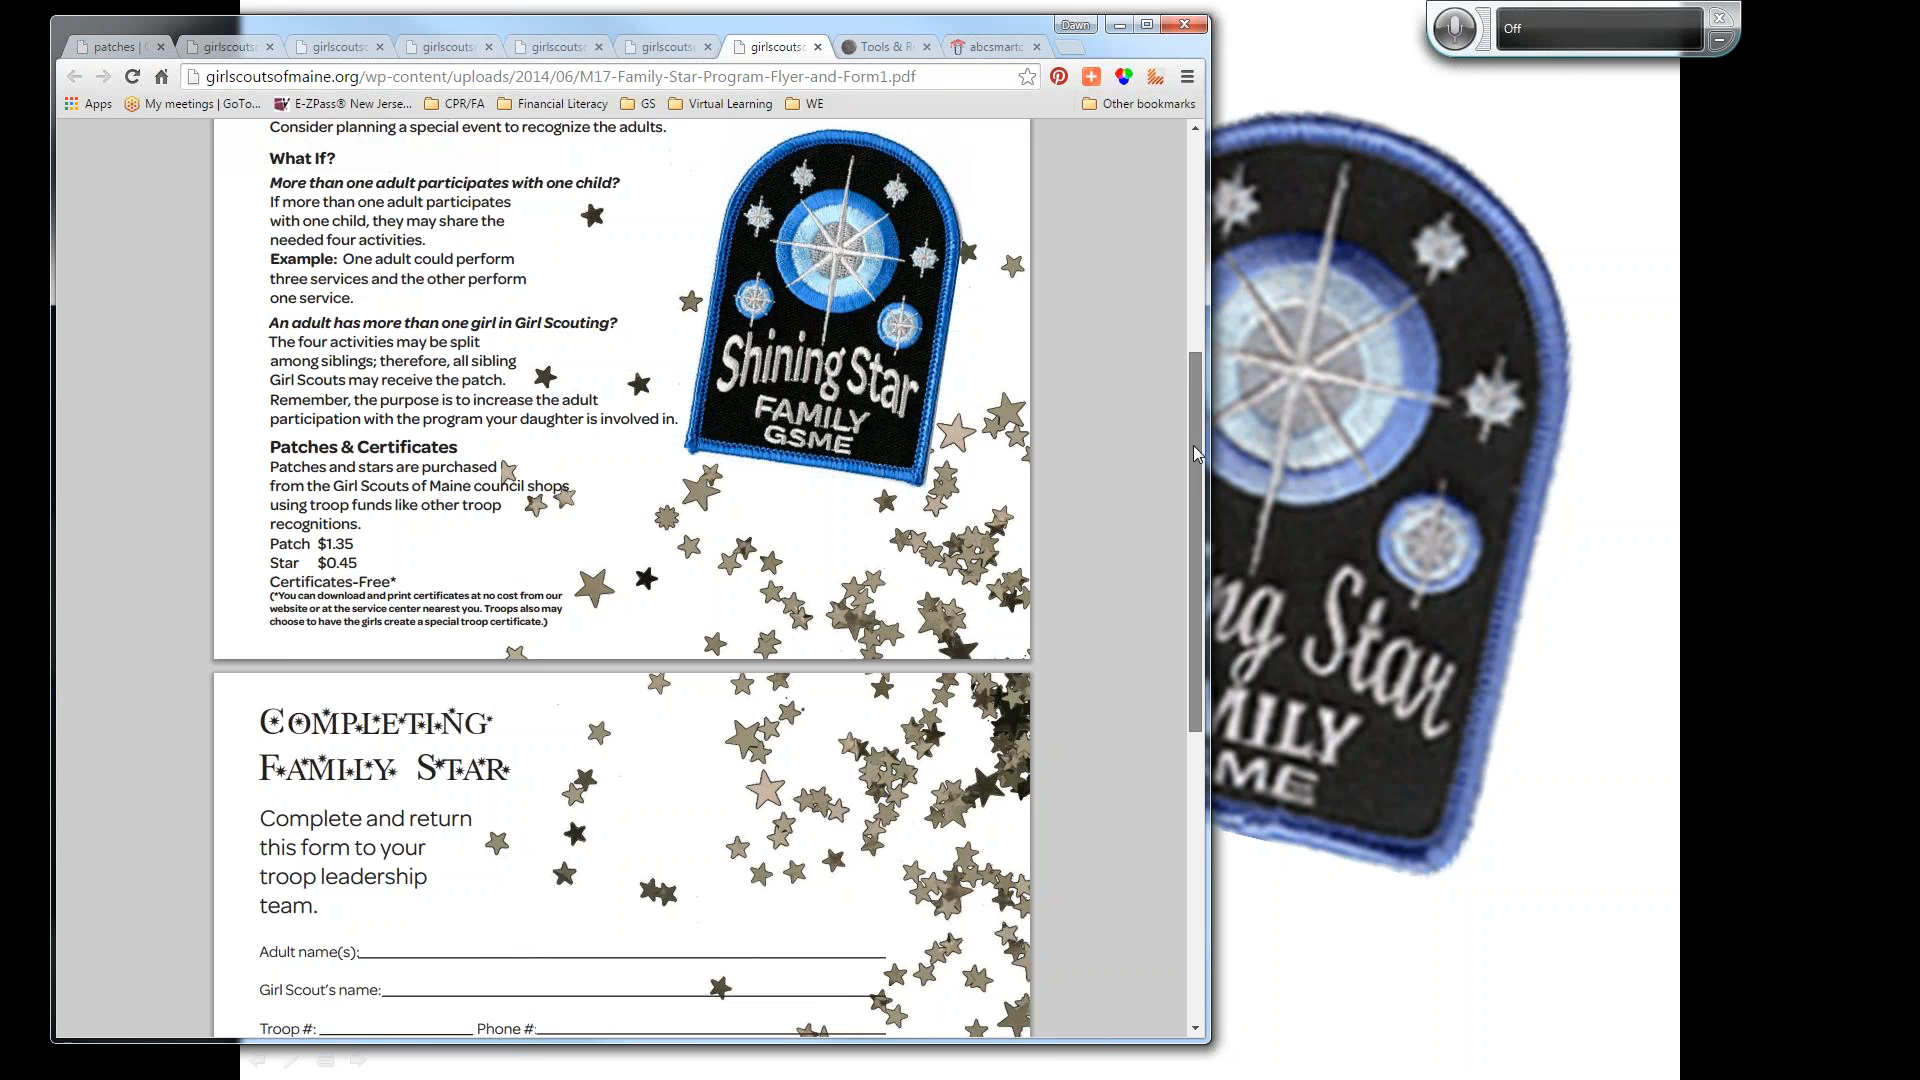 Dawn
patches | G
girlscouts
girlscoutsc
girlscouts
girlscoutsc
girlscouts
girlscoutsc
Tools & Re
abcsmartc
girlscoutsofmaine.org/wp-content/uploads/2014/06/M17-Family-Star-Program-Flyer-and-Form1.pdf
Apps
My meetings | GoTo...
E-ZPass® New Jerse...
CPR/FA
Financial Literacy
GS
Virtual Learning
WE
Other bookmarks
Off
Consider planning a special event to recognize the adults.
What If?
More than one adult participates with one child?
If more than one adult participates
with one child, they may share the
needed four activities.
Example: One adult could perform
three services and the other perform
one service.
An adult has more than one girl in Girl Scouting?
The four activities may be split
among siblings; therefore, all sibling
Girl Scouts may receive the patch.
Remember, the purpose is to increase the adult
participation with the program your daughter is involved in.
Patches & Certificates
Patches and stars are purchased
from the Girl Scouts of Maine council shops
using troop funds like other troop
recognitions.
Patch $1.35
Star $0.45
Certificates-Free*
(*You can download and print certificates at no cost from our
website or at the service center nearest you. Troops also may
choose to have the girls create a special troop certificate.)
Shining Star
FAMILY
GSME
ng Star
MILY
ME
COMPLETING
FAMILY STAR
Complete and return
this form to your
troop leadership
team.
Adult name(s):
Girl Scout's name:
Troop #: Phone #: